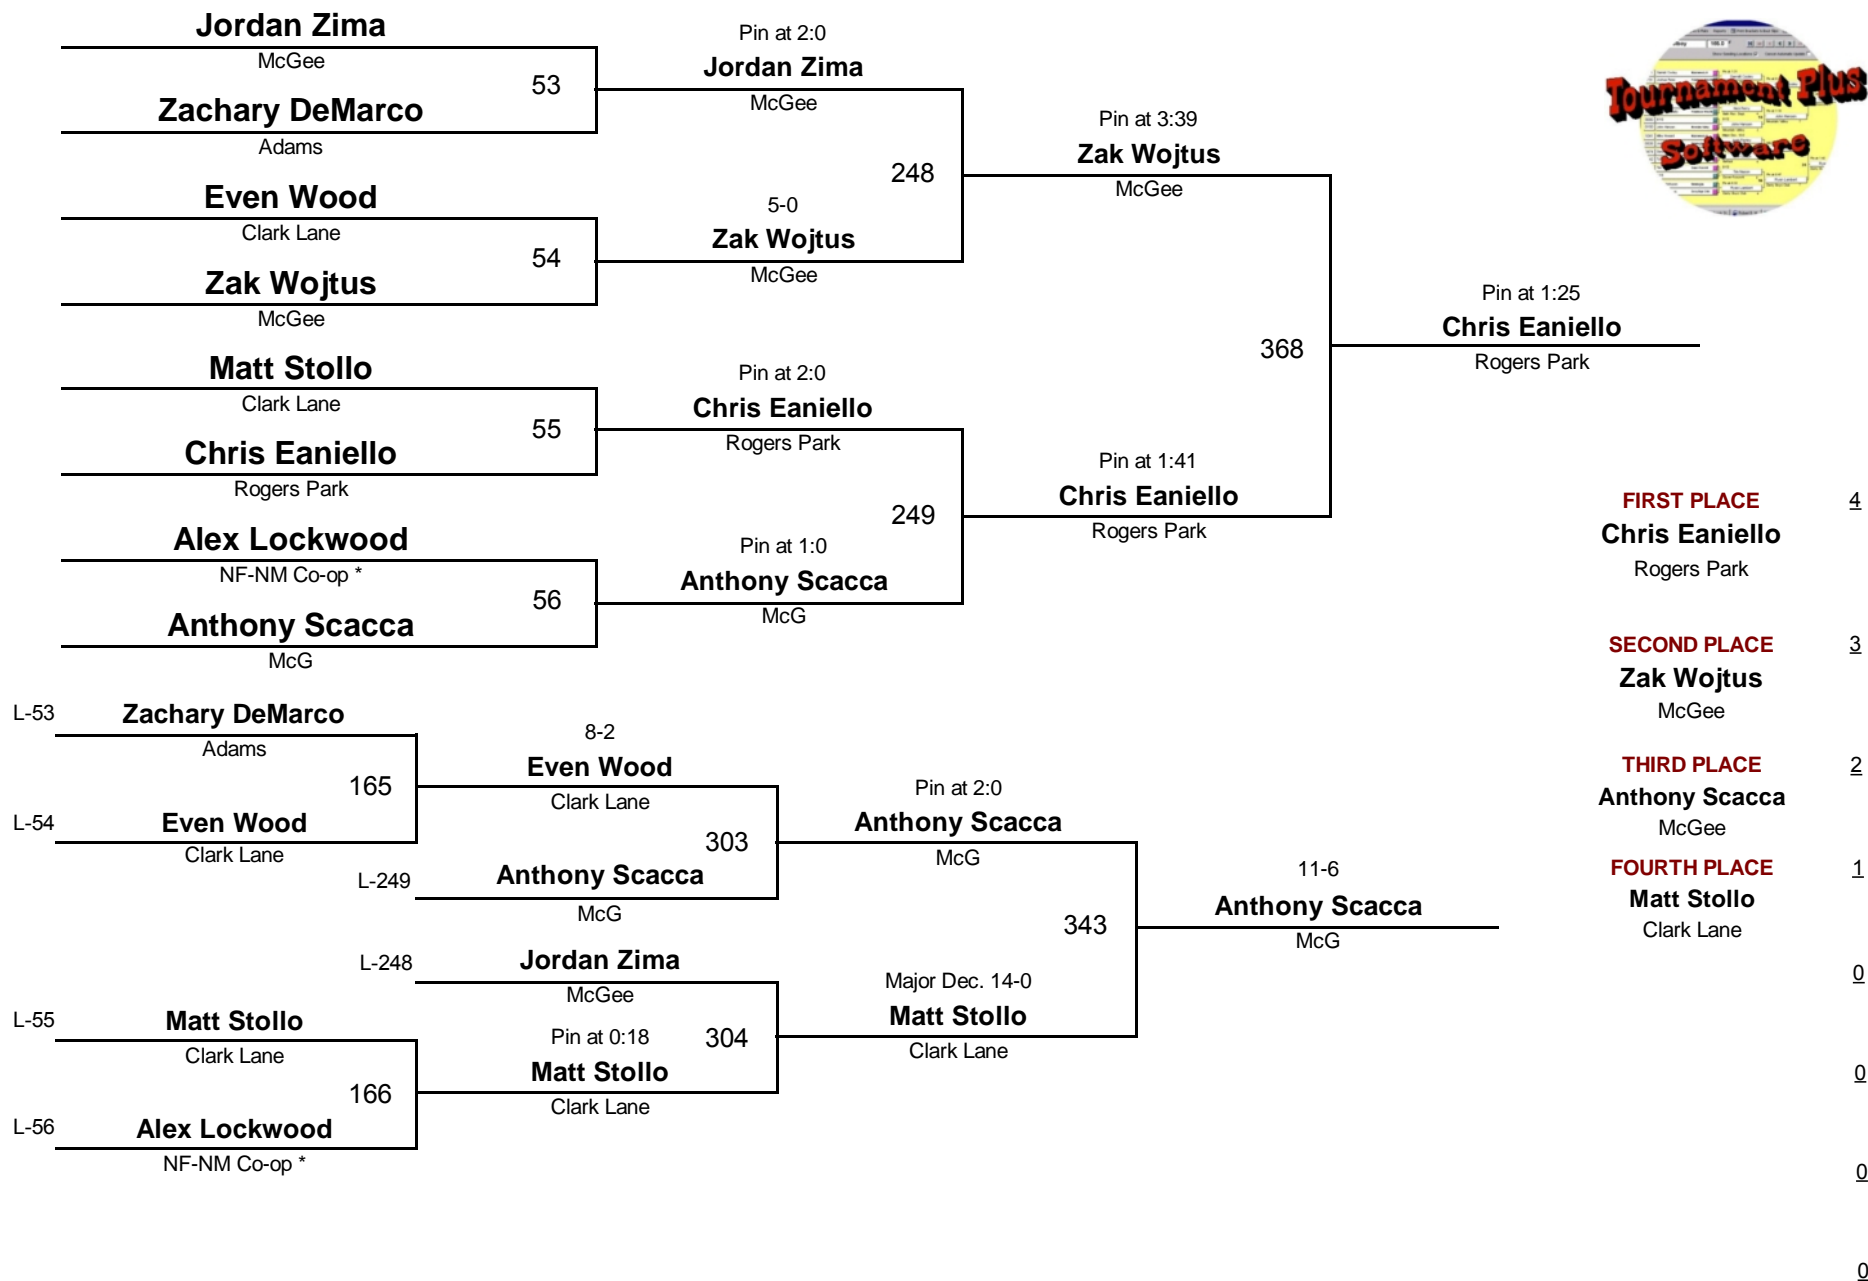 Jordan Zima
McGee
53
Zachary DeMarco
Adams
Even Wood
Clark Lane
54
Zak Wojtus
McGee
Matt Stollo
Clark Lane
55
Chris Eaniello
Rogers Park
Alex Lockwood
NF-NM Co-op *
56
Anthony Scacca
McG
Pin at 2:0
Jordan Zima
McGee
248
5-0
Zak Wojtus
McGee
Pin at 2:0
Chris Eaniello
Rogers Park
249
Pin at 1:0
Anthony Scacca
McG
Pin at 3:39
Zak Wojtus
McGee
368
Pin at 1:41
Chris Eaniello
Rogers Park
Pin at 1:25
Chris Eaniello
Rogers Park
Tournament Plus
Software
FIRST PLACE 4
Chris Eaniello
Rogers Park
SECOND PLACE 3
Zak Wojtus
McGee
THIRD PLACE 2
Anthony Scacca
McGee
FOURTH PLACE 1
Matt Stollo
Clark Lane
0
0
0
0
L-53 Zachary DeMarco
Adams
165
L-54 Even Wood
Clark Lane
8-2
Even Wood
Clark Lane
303
L-249 Anthony Scacca
McG
L-248 Jordan Zima
McGee
304
L-55 Matt Stollo
Clark Lane
166
L-56 Alex Lockwood
NF-NM Co-op *
Pin at 0:18
Matt Stollo
Clark Lane
Pin at 2:0
Anthony Scacca
McG
343
Major Dec. 14-0
Matt Stollo
Clark Lane
11-6
Anthony Scacca
McG